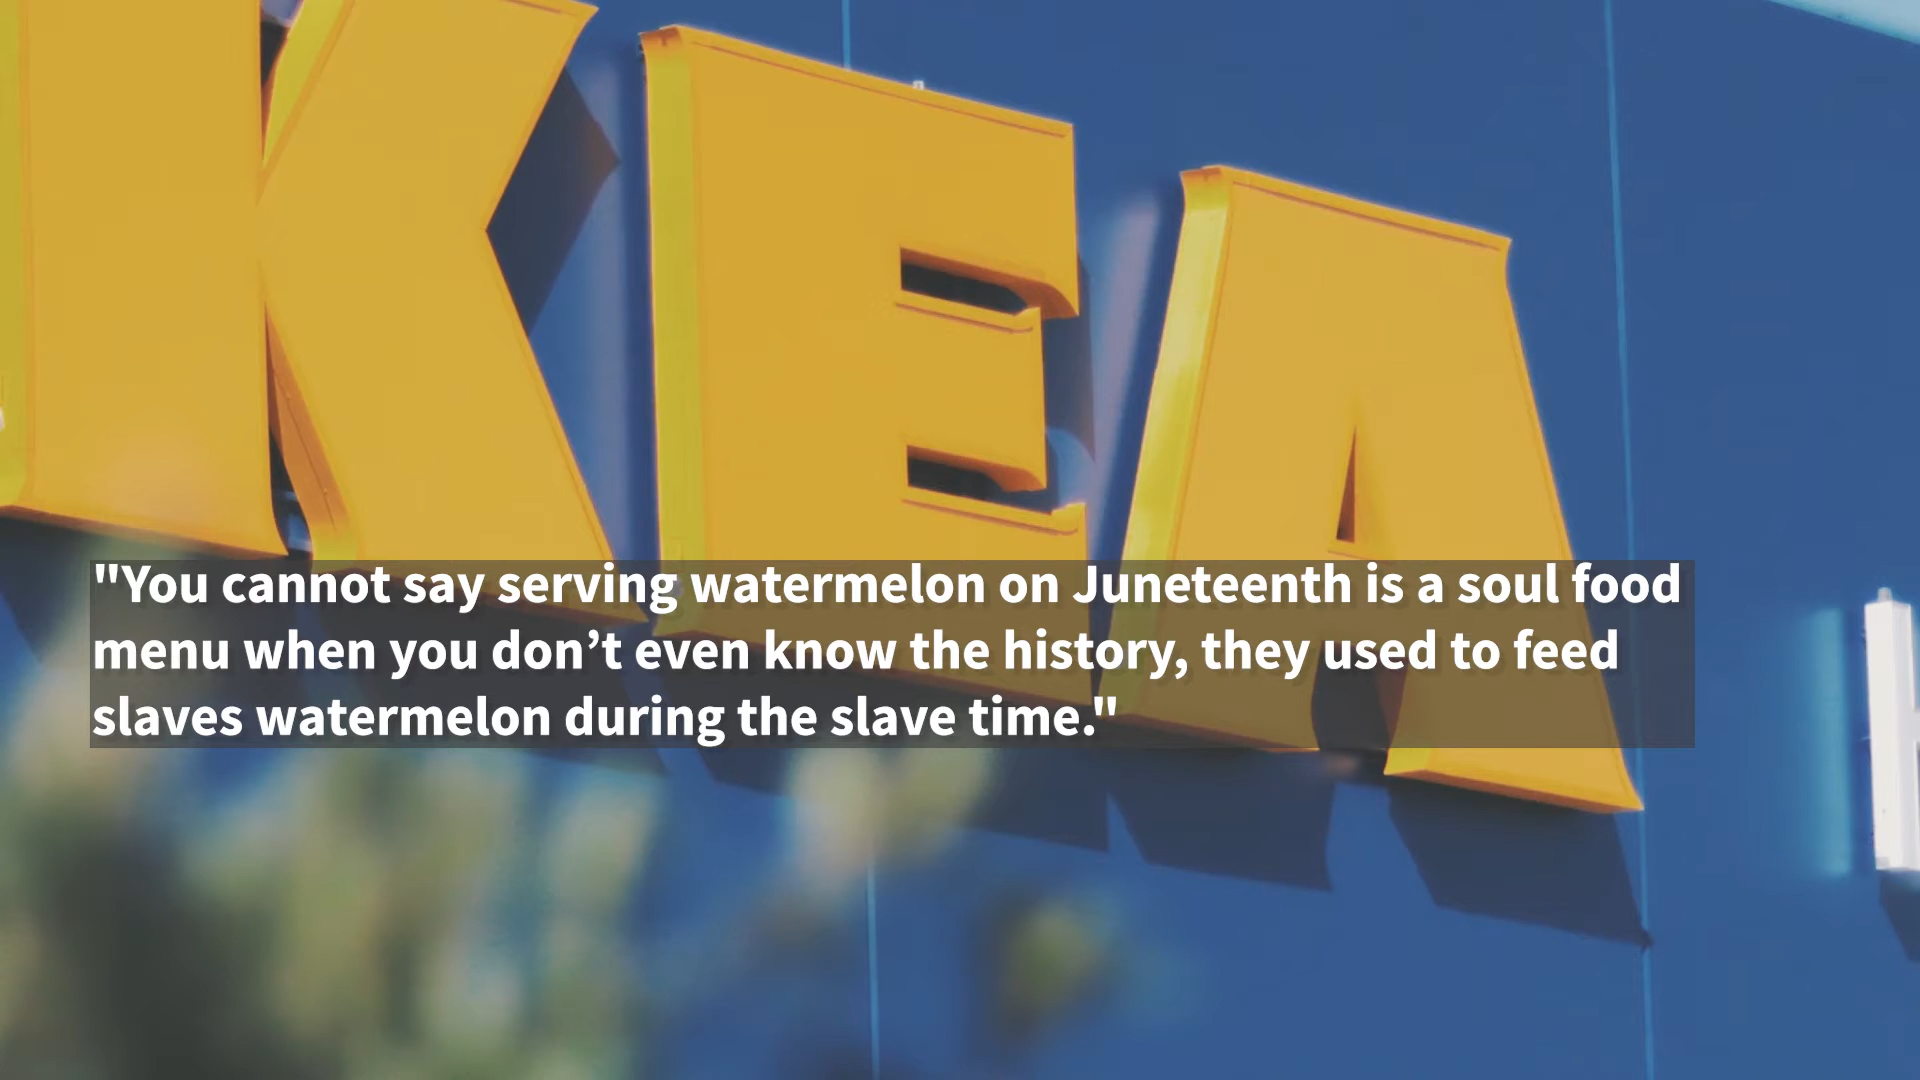 KEA
"You cannot say serving watermelon on Juneteenth is a soul food
menu when you don’t even know the history, they used to feed
slaves watermelon during the slave time."